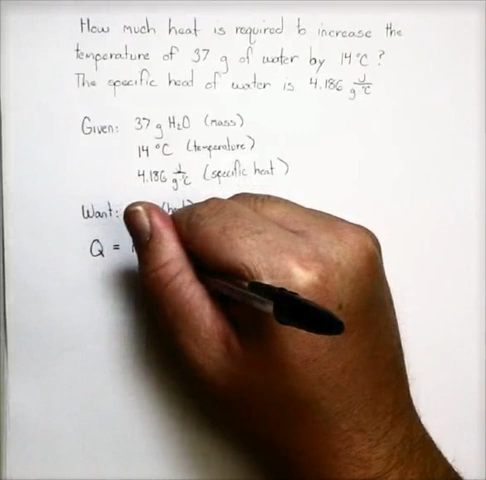 How much heat is required to increase the
temperature of 37 g of water by 14 °C ?
The specific heat of water is 4.186 J/g°C
Given: 37 g H₂O (mass)
14 °C (temperature)
4.186 J/g°C (specific heat)
Want:
Q =